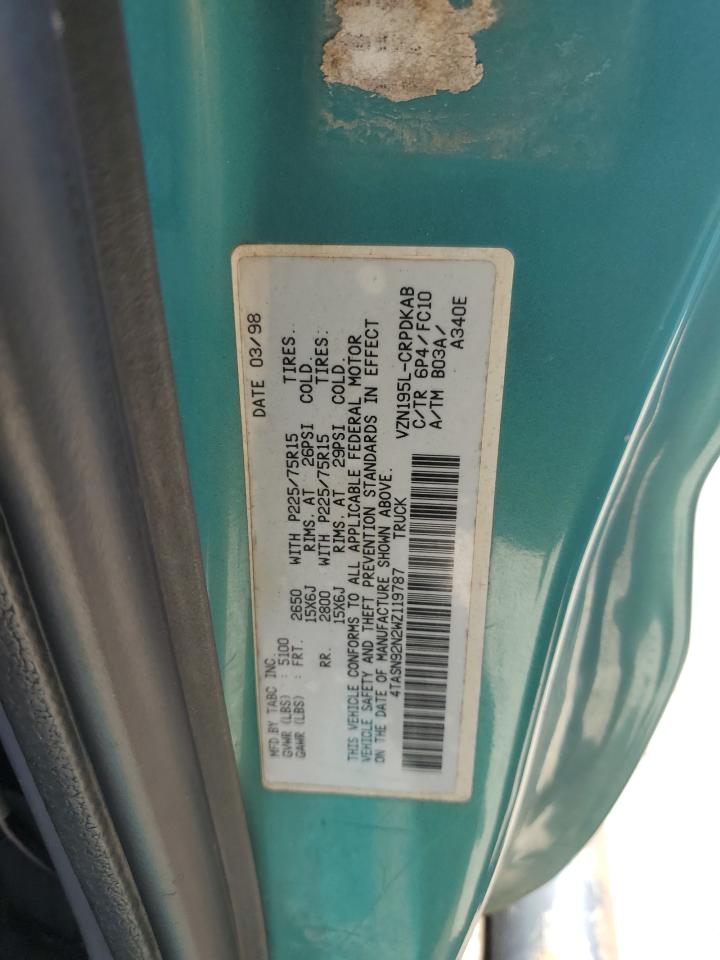 MFD.BY TABC INC. DATE 03/98
GVWR (LBS) : 5100
GAWR (LBS) : FRT. 2650 WITH P225/75R15 TIRES.
15X6J RIMS. AT 26PSI COLD.
RR. 2800 WITH P225/75R15 TIRES:
15X6J RIMS. AT 29PSI COLD.
THIS VEHICLE CONFORMS TO ALL APPLICABLE FEDERAL MOTOR
VEHICLE SAFETY AND THEFT PREVENTION STANDARDS IN EFFECT
ON THE DATE OF MANUFACTURE SHOWN ABOVE.
4TASN92N2WZ119787 TRUCK
VZN195L-CRPDKAB
C/TR 6P4/FC10
A/TM B03A/
A340E